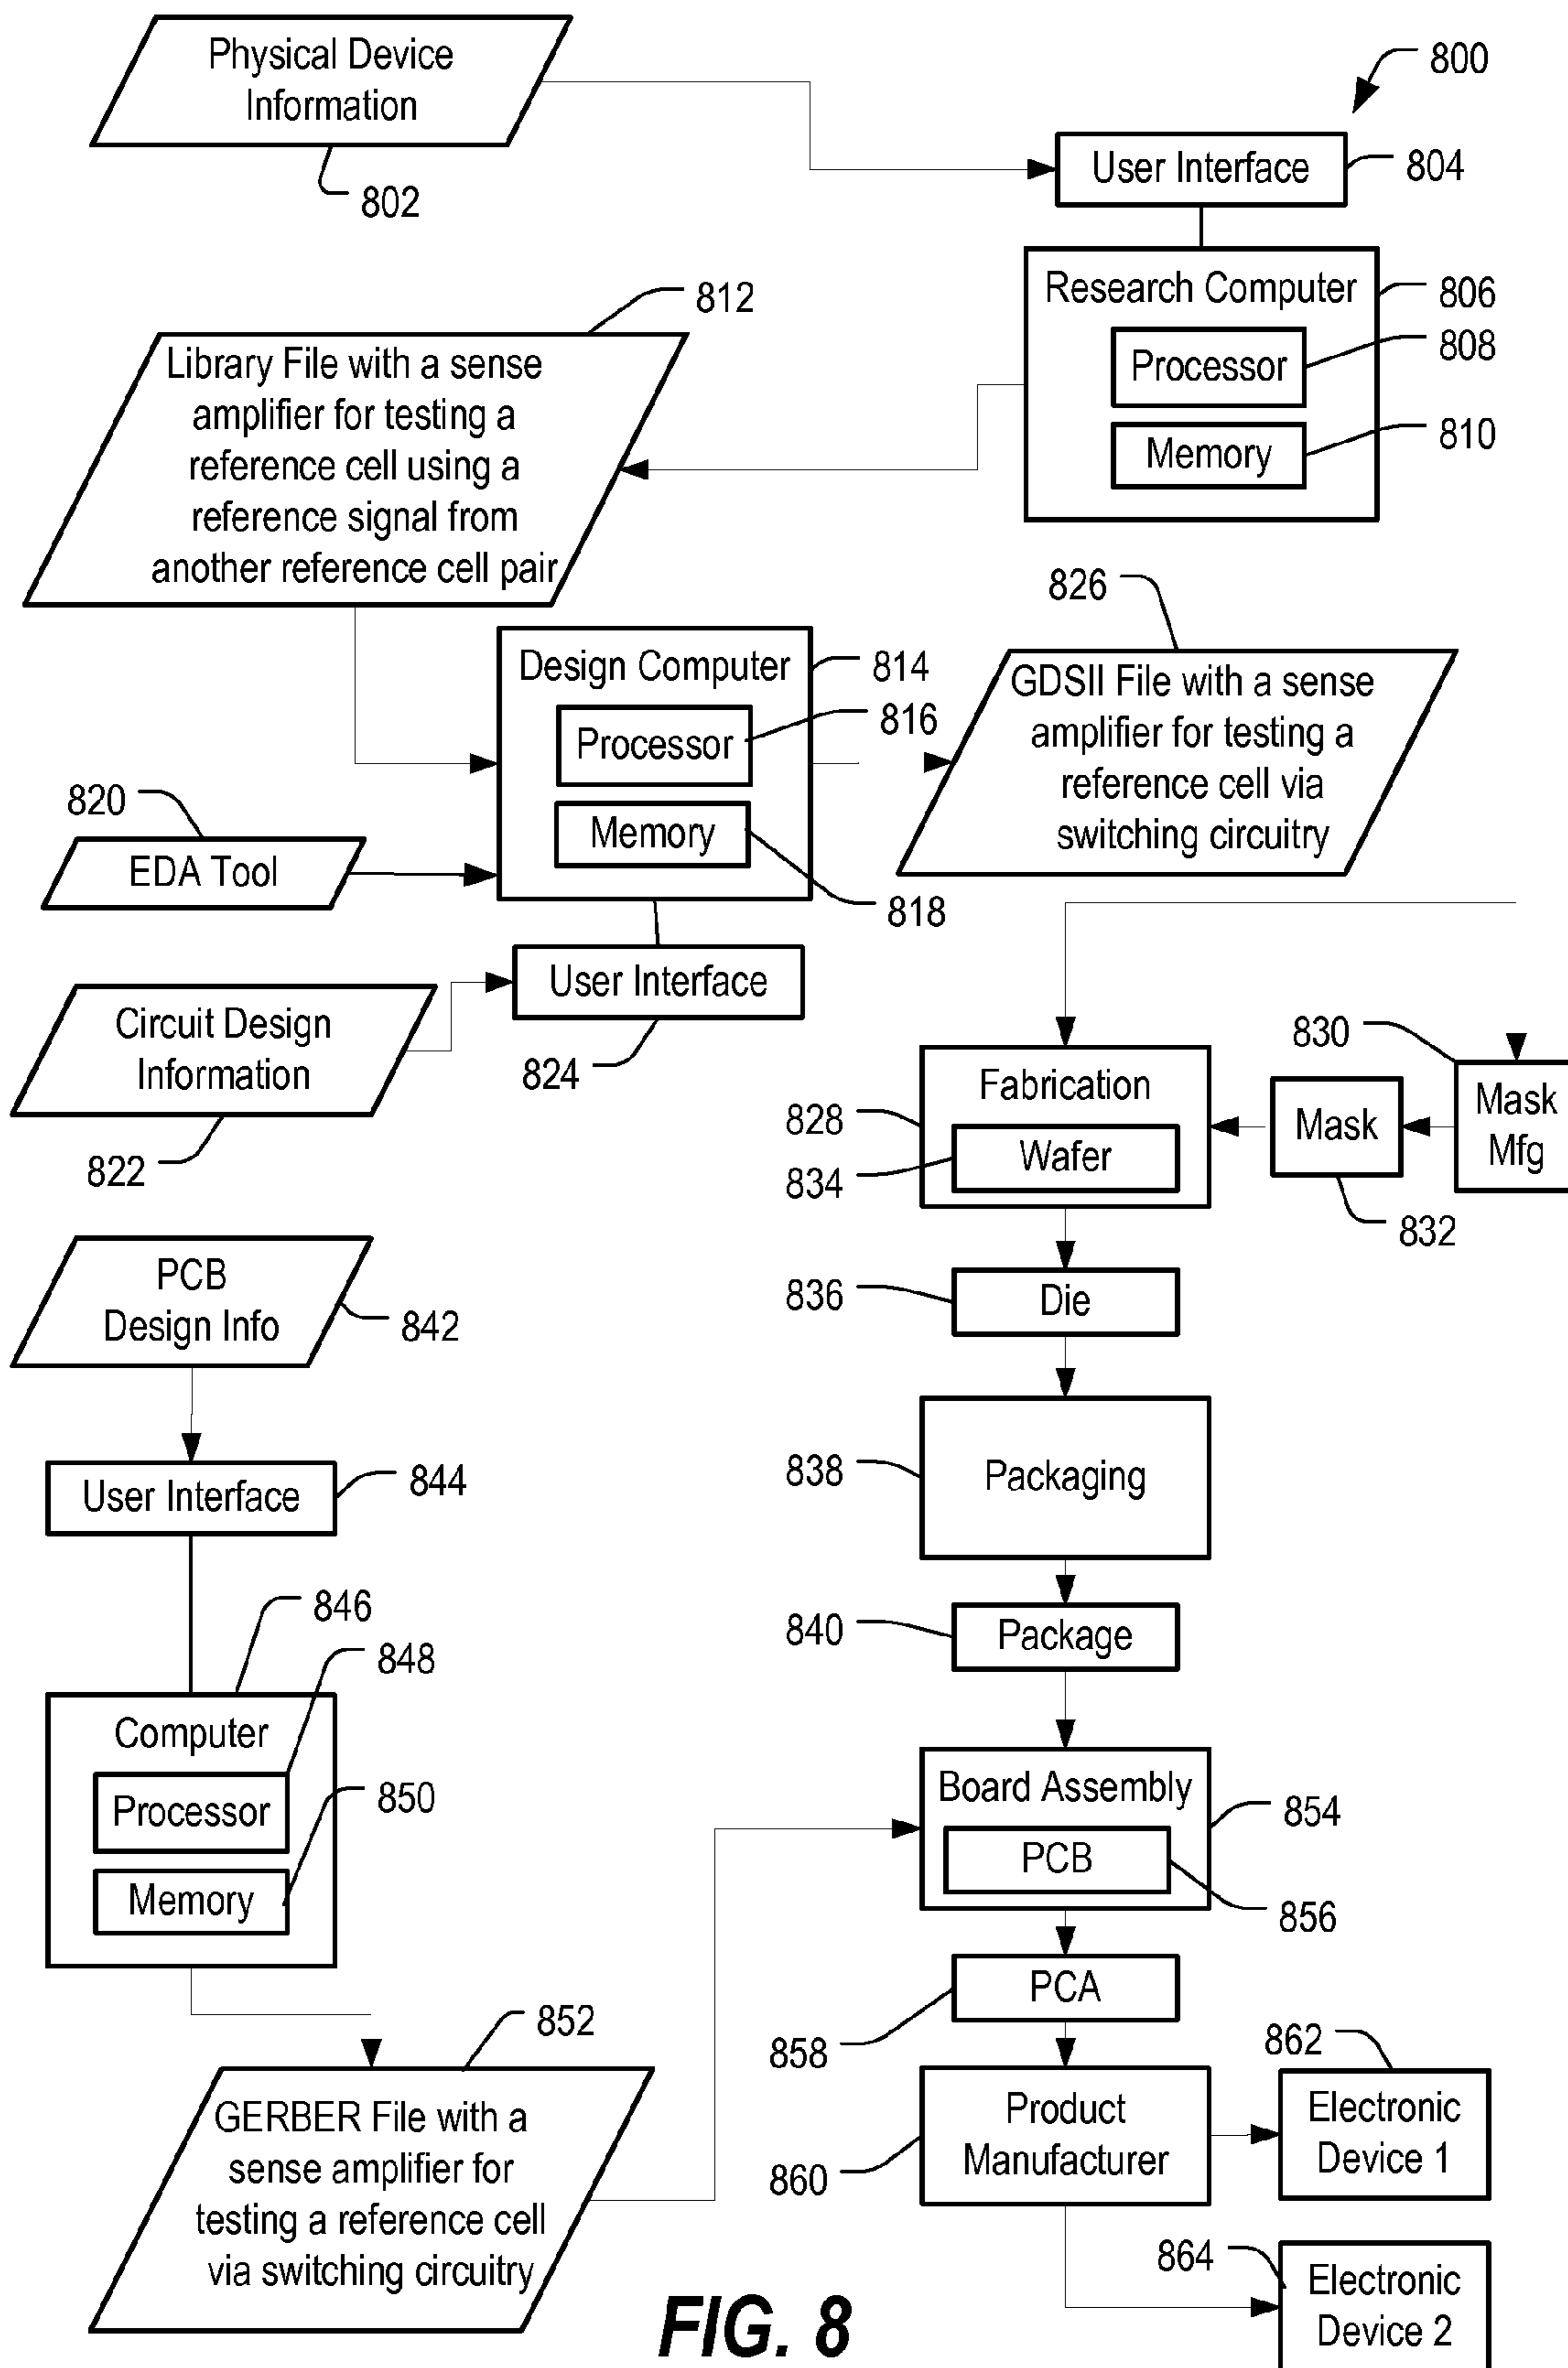 Physical Device
Information
802
800
User Interface
804
Research Computer
806
Processor
808
Memory
810
812
Library File with a sense
amplifier for testing a
reference cell using a
reference signal from
another reference cell pair
Design Computer
814
Processor
816
Memory
818
820
EDA Tool
826
GDSII File with a sense
amplifier for testing a
reference cell via
switching circuitry
User Interface
824
Circuit Design
Information
822
Fabrication
828
Wafer
834
830
Mask
Mfg
Mask
832
836
Die
838
Packaging
840
Package
PCB
Design Info
842
User Interface
844
846
Computer
848
Processor
850
Memory
852
GERBER File with a
sense amplifier for
testing a reference cell
via switching circuitry
Board Assembly
854
PCB
856
PCA
858
Product
Manufacturer
860
862
Electronic
Device 1
864
Electronic
Device 2
FIG. 8